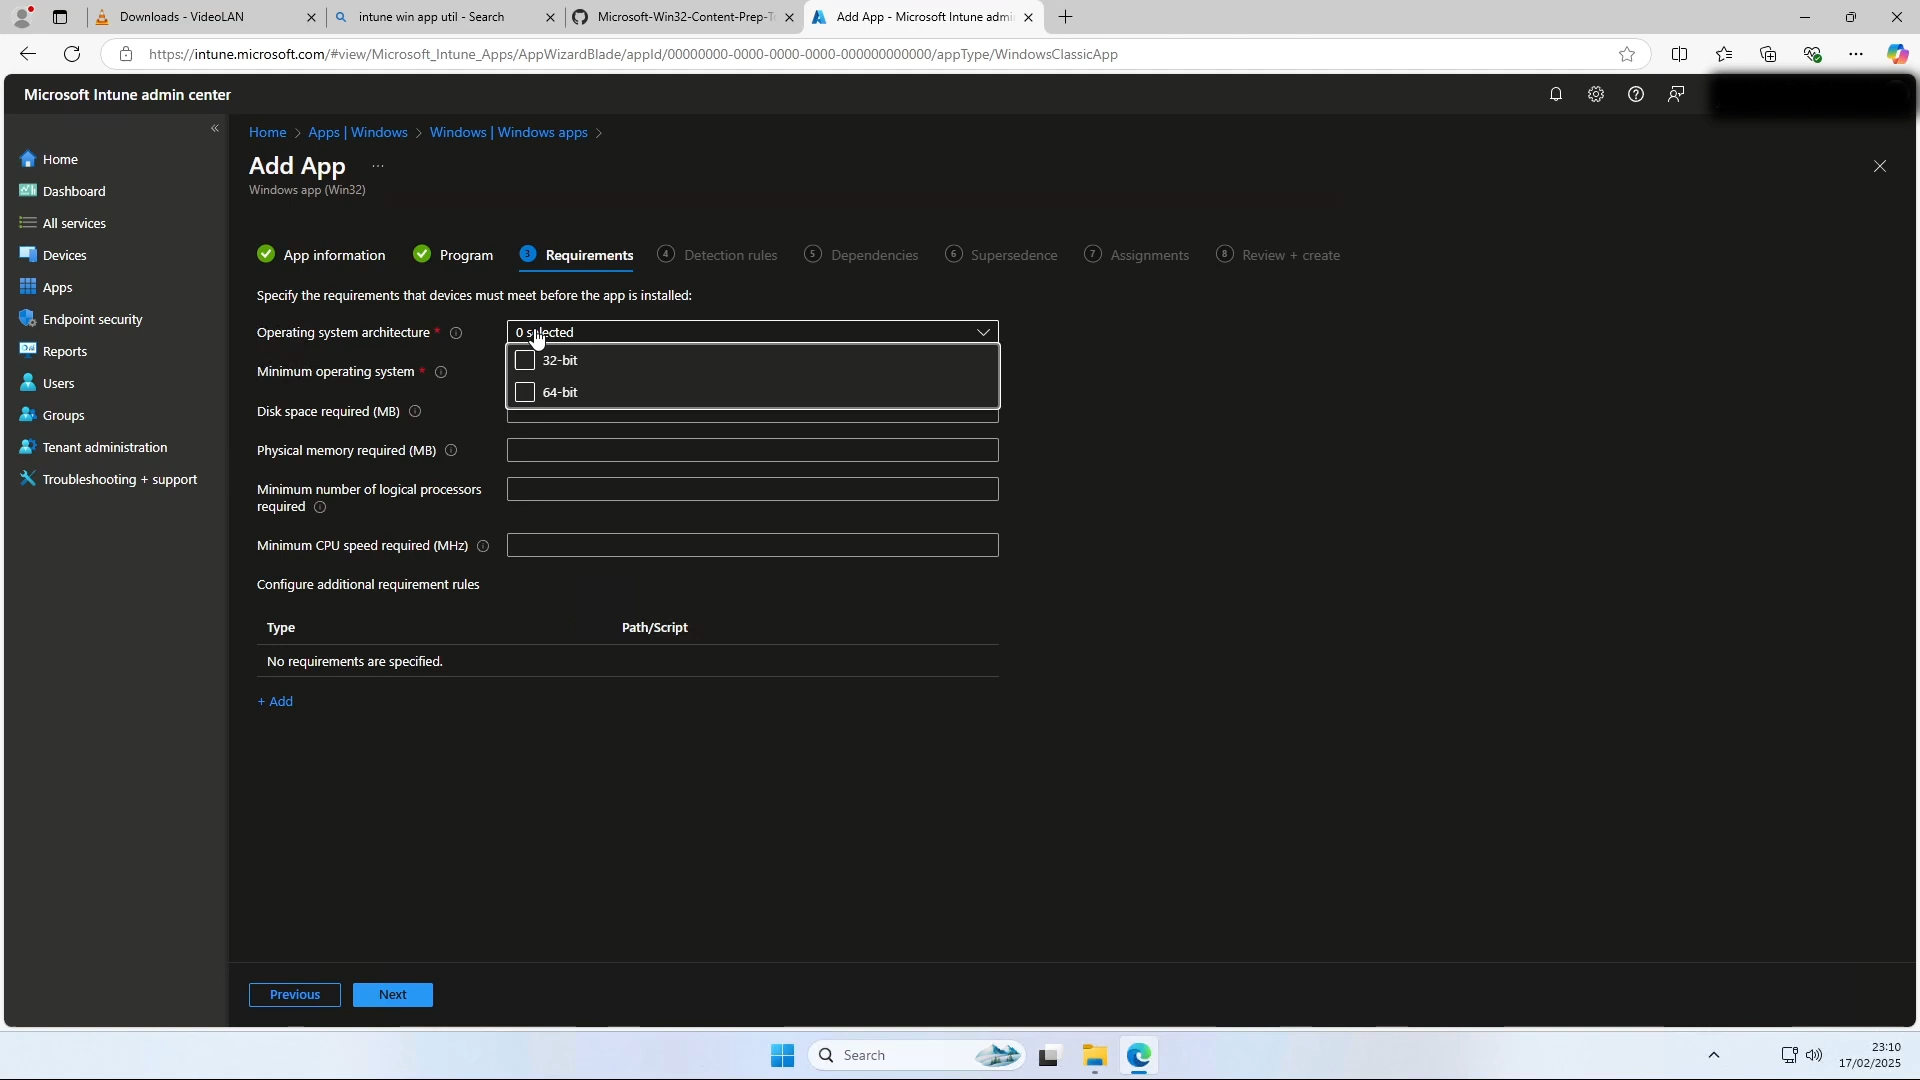 Downloads - VideoLAN
intune win app util - Search
Microsoft-Win32-Content-Prep-T
Add App - Microsoft Intune admi
https://intune.microsoft.com/#view/Microsoft_Intune_Apps/AppWizardBlade/appId/00000000-0000-0000-0000-000000000000/appType/WindowsClassicApp
Microsoft Intune admin center
Home
Dashboard
All services
Devices
Apps
Endpoint security
Reports
Users
Groups
Tenant administration
Troubleshooting + support
Home > Apps | Windows > Windows | Windows apps >
Add App ...
Windows app (Win32)
App information
Program
3 Requirements
4 Detection rules
5 Dependencies
6 Supersedence
7 Assignments
8 Review + create
Specify the requirements that devices must meet before the app is installed:
Operating system architecture *
0 selected
32-bit
64-bit
Minimum operating system *
Disk space required (MB)
Physical memory required (MB)
Minimum number of logical processors
required
Minimum CPU speed required (MHz)
Configure additional requirement rules
Type Path/Script
No requirements are specified.
+ Add
Previous
Next
Search
23:10
17/02/2025